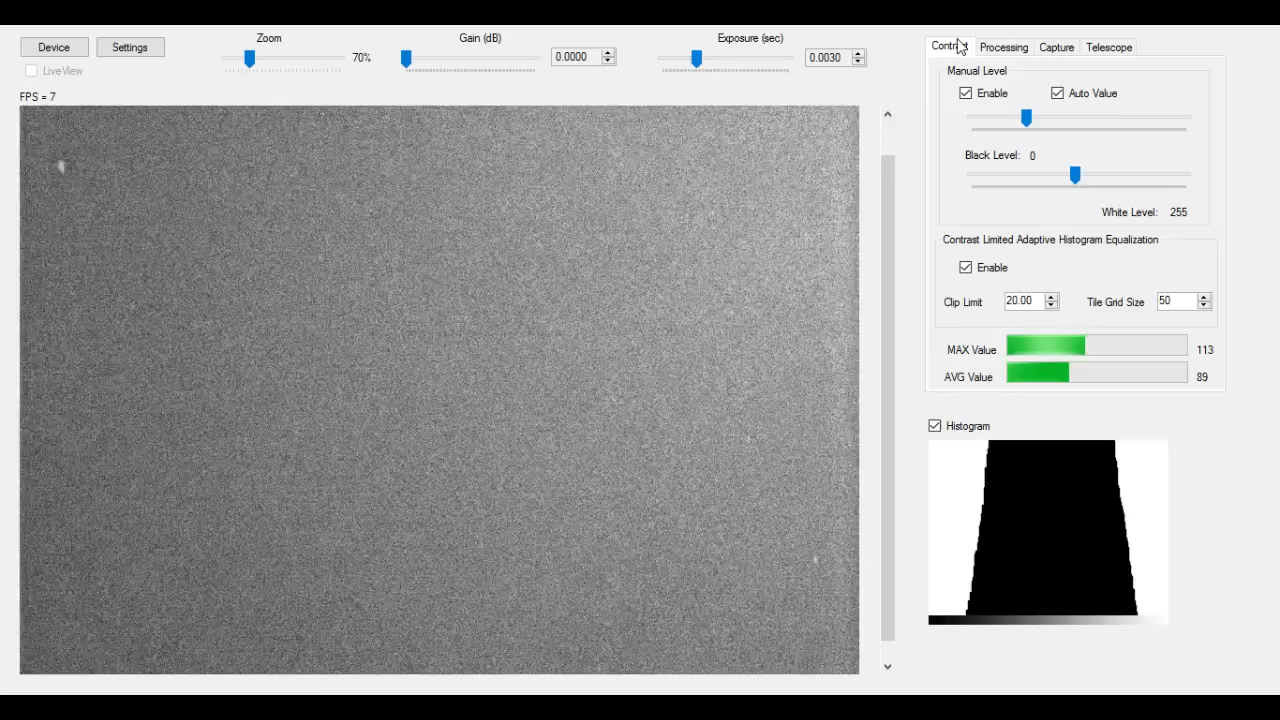 Device
Settings
Zoom
Gain (dB)
Exposure (sec)
70%
0.0000
0.0030
LiveView
FPS = 7
Contrast Processing Capture Telescope
Manual Level
Enable
Auto Value
Black Level: 0
White Level: 255
Contrast Limited Adaptive Histogram Equalization
Enable
Clip Limit 20.00 Tile Grid Size 50
MAX Value 113
AVG Value 89
Histogram